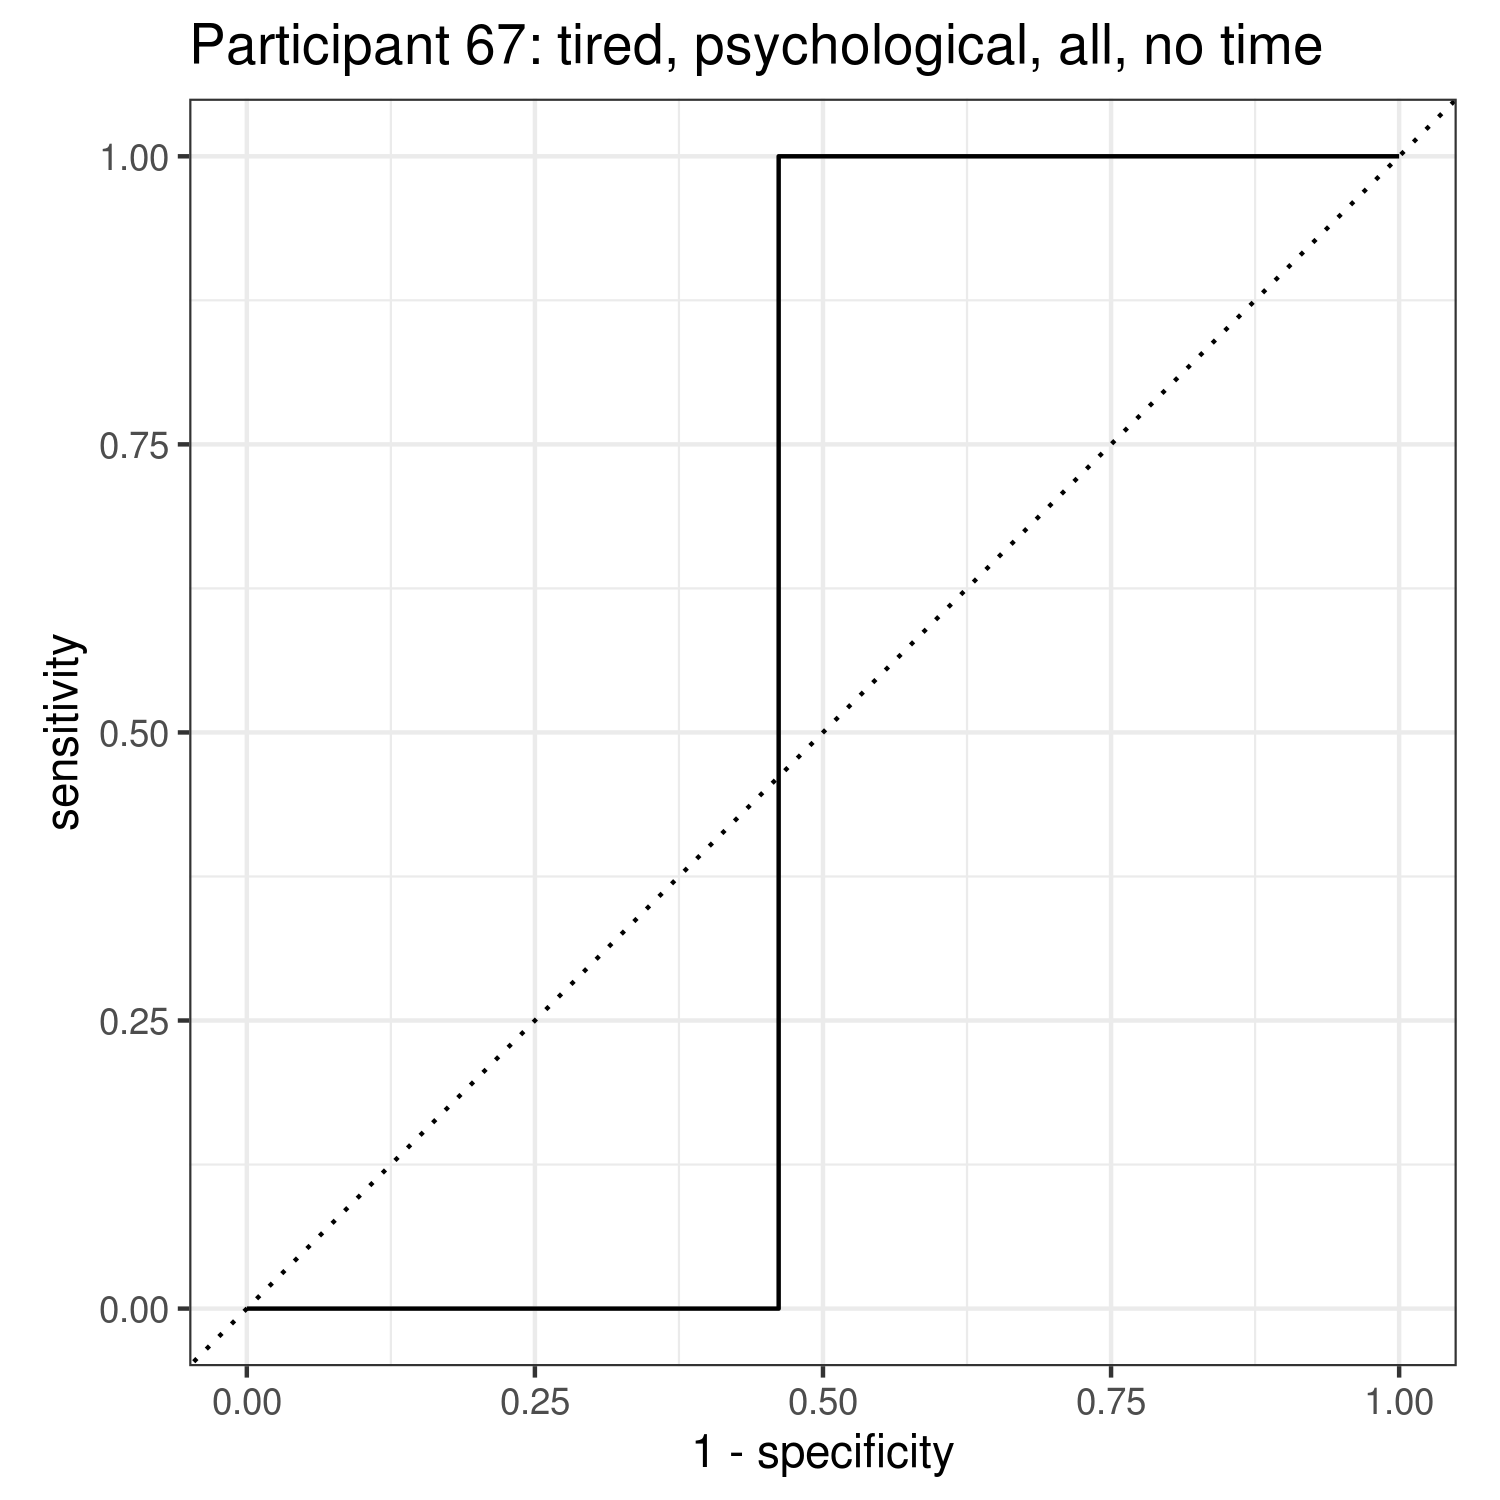 Participant 67: tired, psychological, all, no time
1.00
0.75
0.50
0.25
0.00
sensitivity
0.00 0.25 0.50 0.75 1.00
1 - specificity